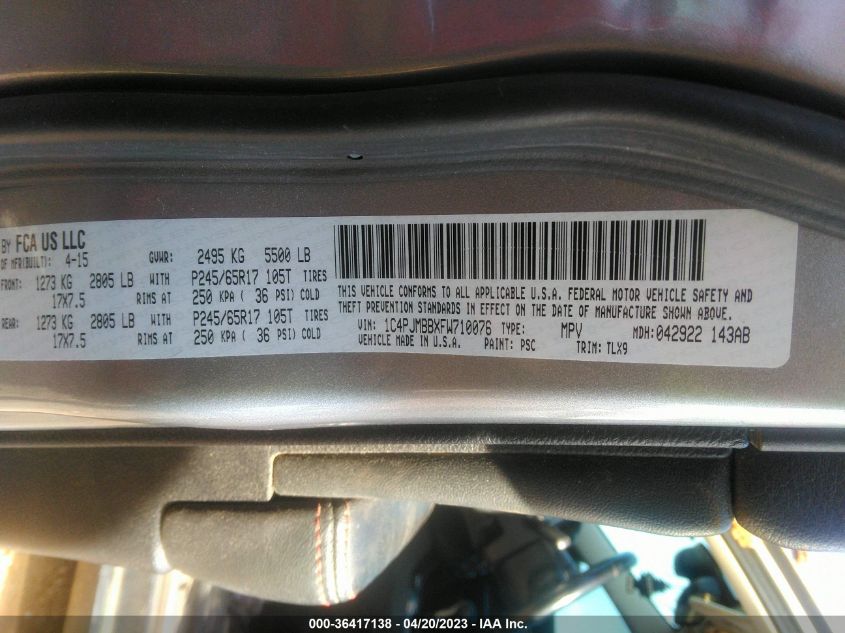 BY FCA US LLC
OF MFR(BUILT): 4-15 GVWR: 2495 KG 5500 LB
FRONT: 1273 KG 2805 LB WITH P245/65R17 105T TIRES
17X7.5 RIMS AT 250 KPA ( 36 PSI) COLD
REAR: 1273 KG 2805 LB WITH P245/65R17 105T TIRES
17X7.5 RIMS AT 250 KPA ( 36 PSI) COLD
THIS VEHICLE CONFORMS TO ALL APPLICABLE U.S.A. FEDERAL MOTOR VEHICLE SAFETY AND
THEFT PREVENTION STANDARDS IN EFFECT ON THE DATE OF MANUFACTURE SHOWN ABOVE.
VIN: 1C4PJMBBXFW710076 TYPE: MPV MDH: 042922 143AB
VEHICLE MADE IN U.S.A. PAINT: PSC TRIM: TLX9
000-36417138 - 04/20/2023 - IAA Inc.